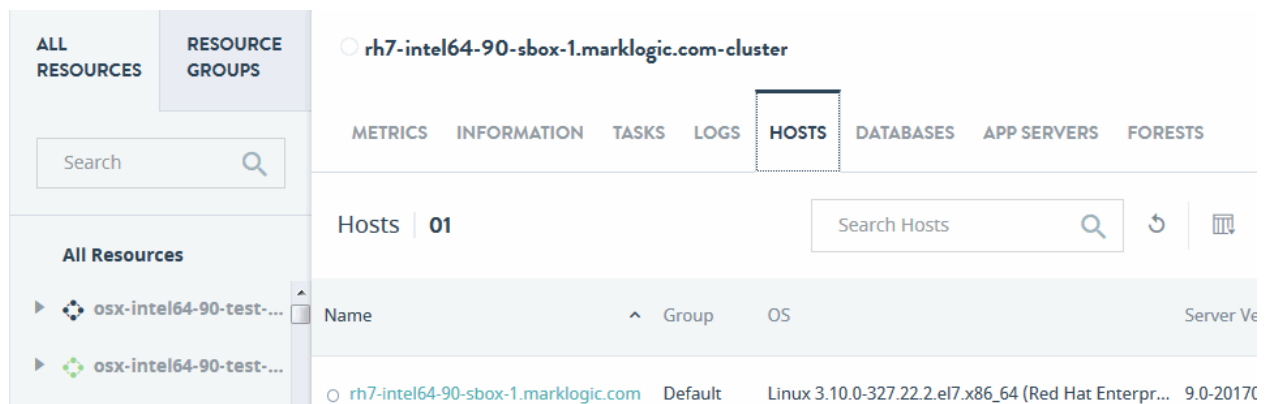 ALL
RESOURCES
RESOURCE
GROUPS
Search
All Resources
osx-intel64-90-test-...
osx-intel64-90-test-...
rh7-intel64-90-sbox-1.marklogic.com-cluster
METRICS INFORMATION TASKS LOGS HOSTS DATABASES APP SERVERS FORESTS
Hosts 01
Search Hosts
Name Group OS Server Ve
rh7-intel64-90-sbox-1.marklogic.com Default Linux 3.10.0-327.22.2.el7.x86_64 (Red Hat Enterpr... 9.0-20170